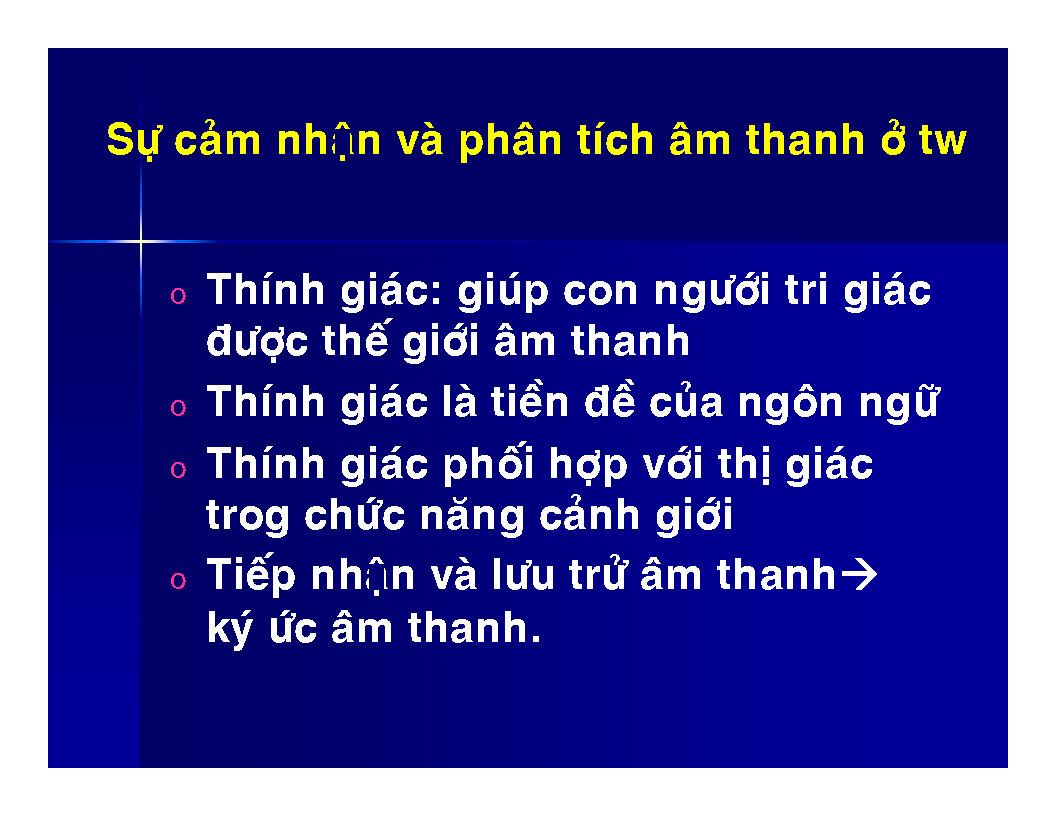 Sự cảm nhận và phân tích âm thanh ở tw
o Thính giác: giúp con ngưới tri giác
được thế giới âm thanh
o Thính giác là tiền đề của ngôn ngữ
o Thính giác phối hợp với thị giác
trog chức năng cảnh giới
o Tiếp nhận và lưu trử âm thanh→
ký ức âm thanh.